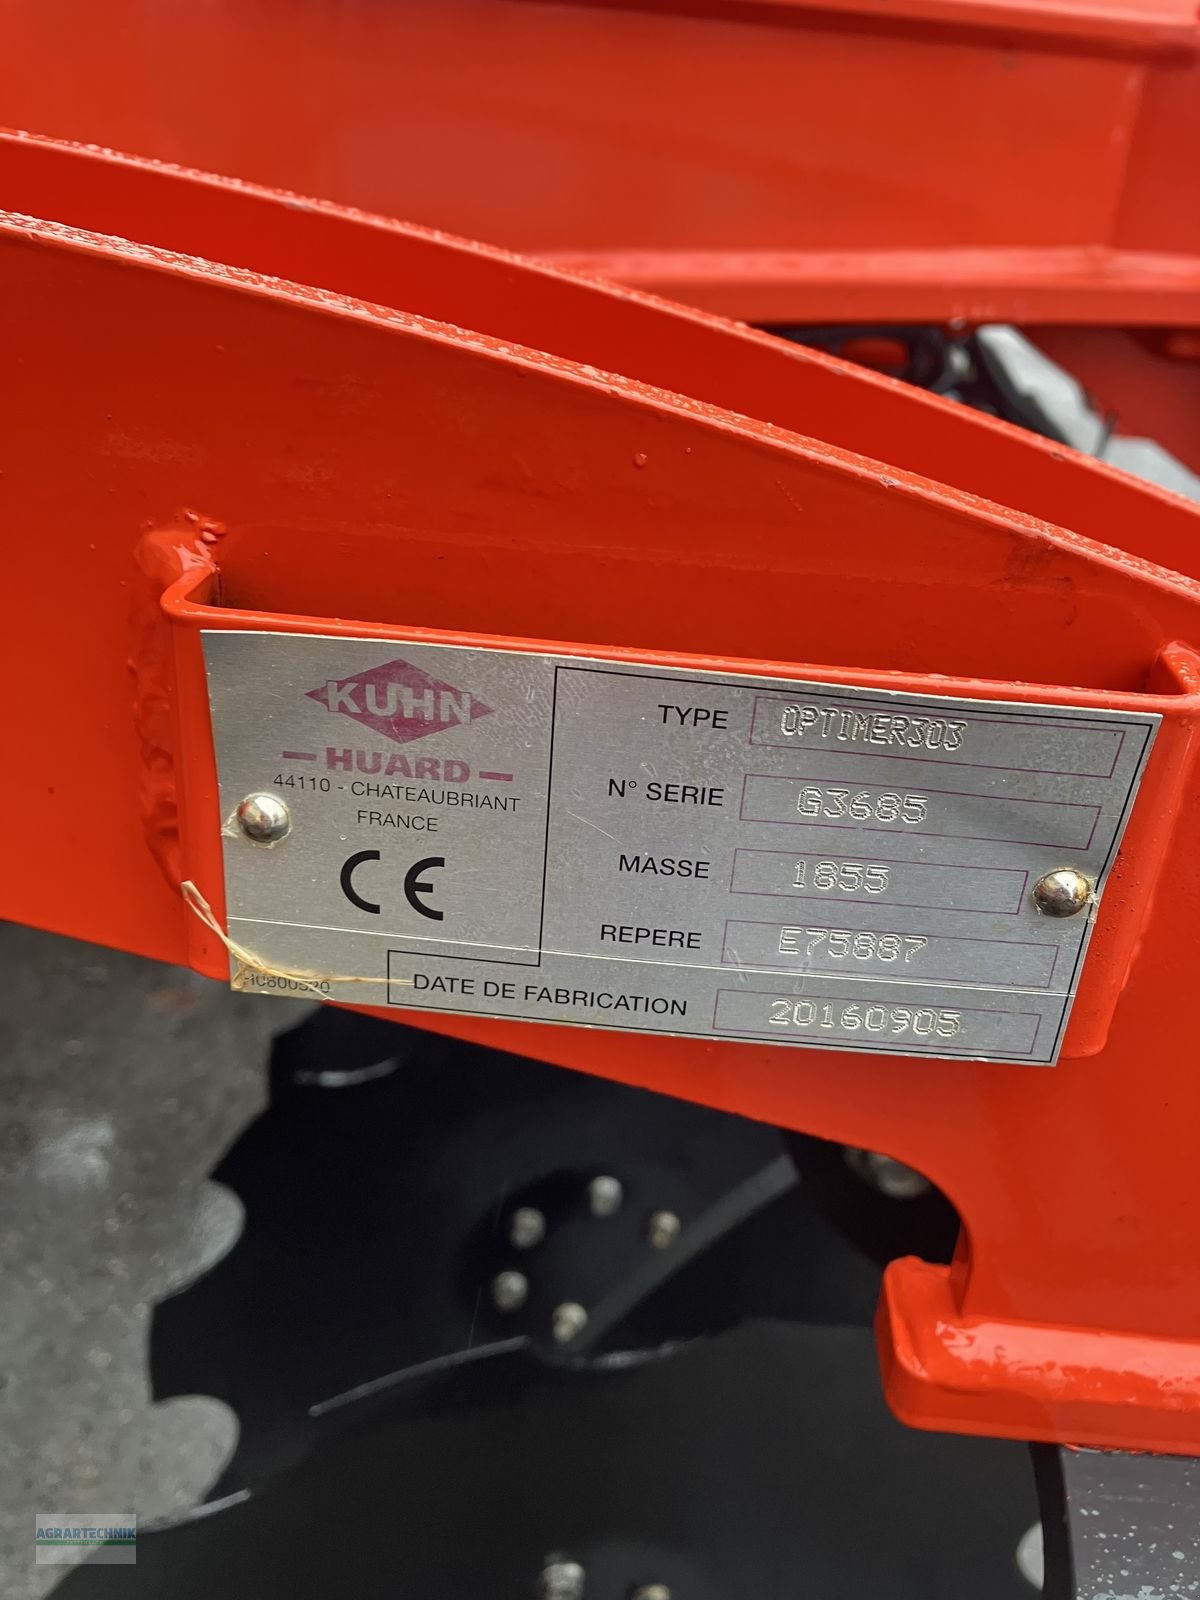 KUHN
HUARD
44110 - CHATEAUBRIANT
FRANCE
CE
TYPE OPTIMER303
N° SERIE G3685
MASSE 1855
REPERE E75887
DATE DE FABRICATION 20160905
H0800520
AGRARTECHNIK